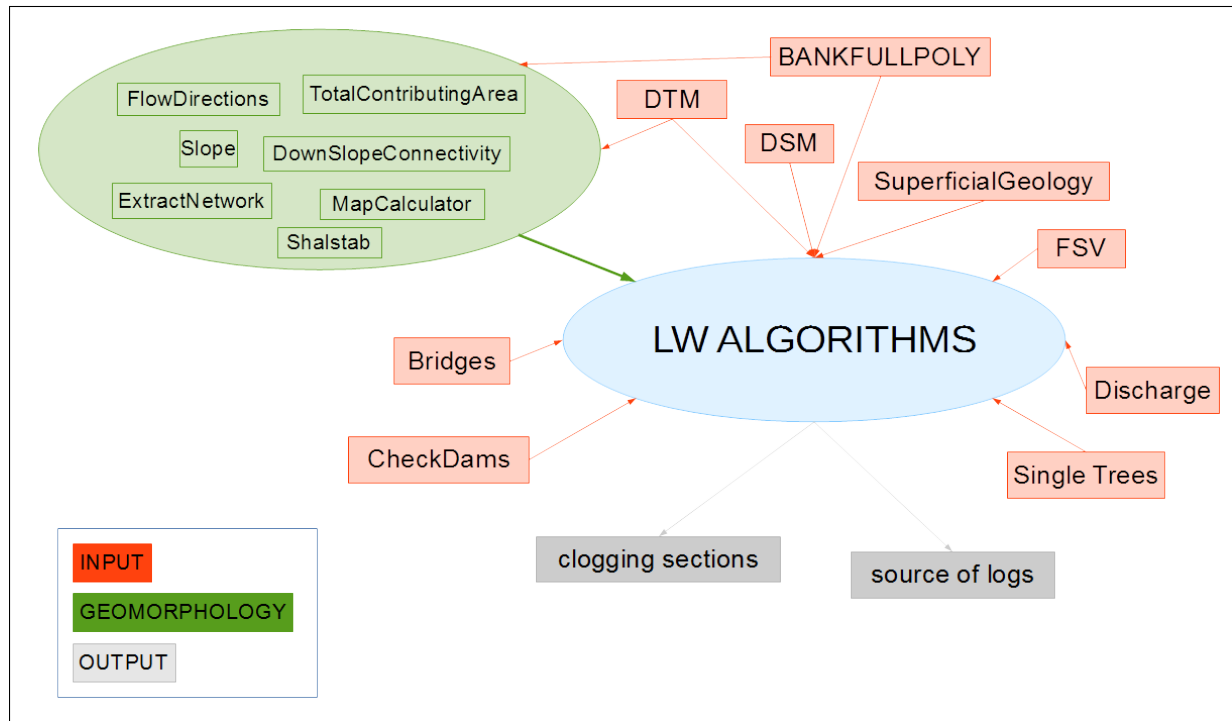 BANKFULLPOLY
FlowDirections
TotalContributingArea
DTM
DSM
Slope
DownSlopeConnectivity
SuperficialGeology
ExtractNetwork
MapCalculator
Shalstab
FSV
LW ALGORITHMS
Bridges
Discharge
CheckDams
Single Trees
clogging sections
source of logs
INPUT
GEOMORPHOLOGY
OUTPUT